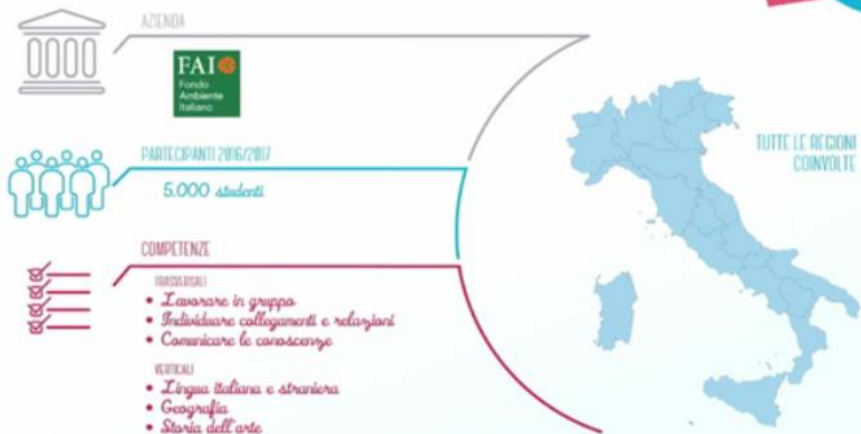 AZIENDA
FAI
Fondo
Ambiente
Italiano
PARTECIPANTI 2016/2017
5.000 studenti
TUTTE LE REGIONI
COINVOLTE
COMPETENZE
TRASVERSALI
• Lavorare in gruppo
• Individuare collegamenti e relazioni
• Comunicare le conoscenze
VERTICALI
• Lingua italiana e straniera
• Geografia
• Storia dell'arte